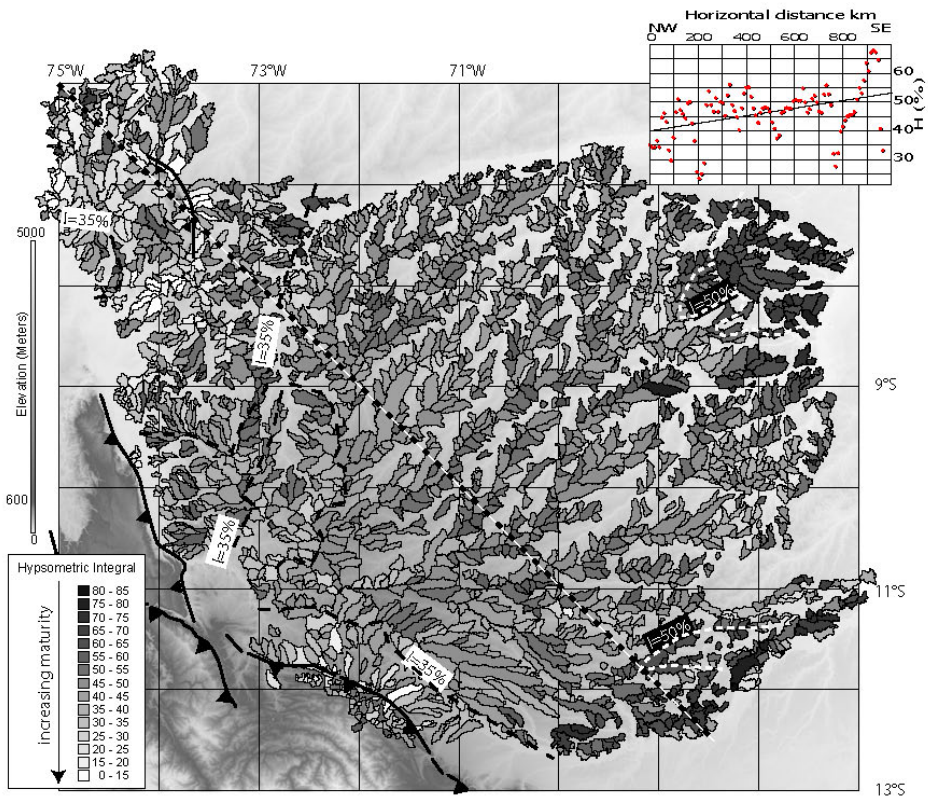 Horizontal distance km
NW SE
0 200 400 600 800
60
50
40
30
H (%)
75°W 73°W 71°W
I=35%
5000
Elevation (Meters)
600
0
I=50%
I=35%
9°S
I=35%
I=50%
I=35%
11°S
13°S
Hypsometric Integral
increasing maturity
80 - 85
75 - 80
70 - 75
65 - 70
60 - 65
55 - 60
50 - 55
45 - 50
40 - 45
35 - 40
30 - 35
25 - 30
20 - 25
15 - 20
0 - 15